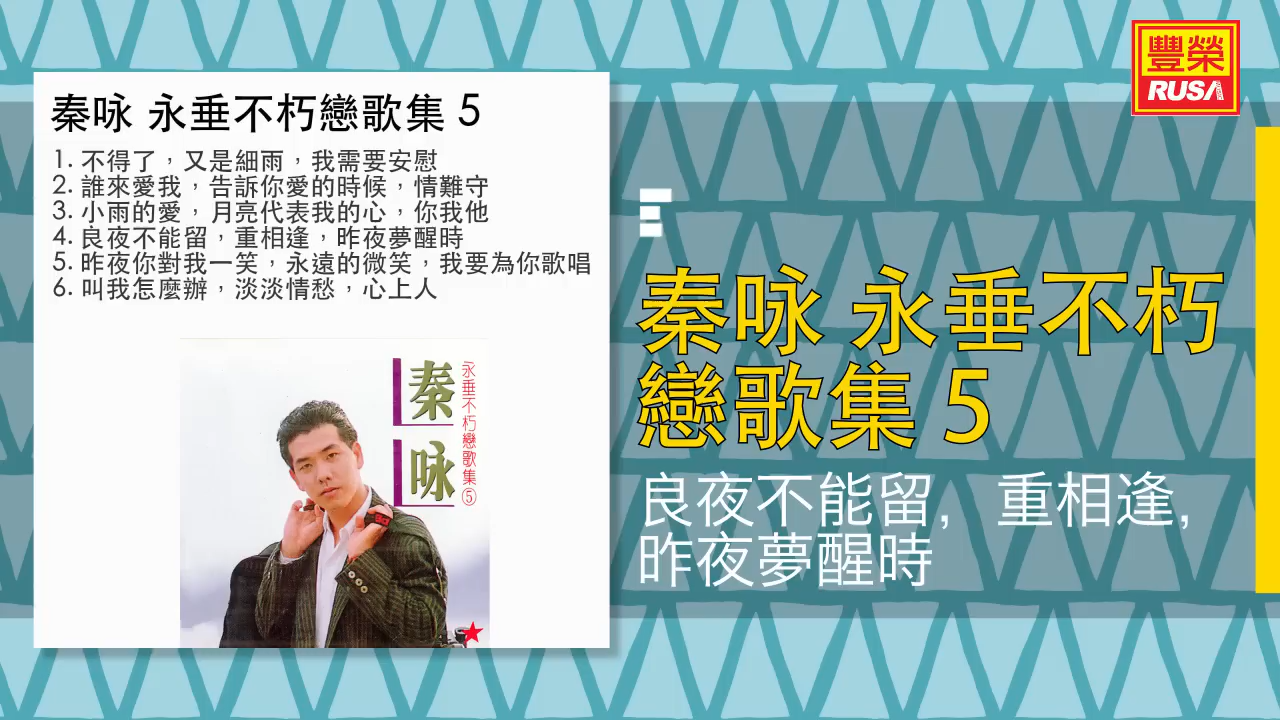 秦咏 永垂不朽戀歌集 5
1. 不得了，又是細雨，我需要安慰
2. 誰來愛我，告訴你愛的時候，情難守
3. 小雨的愛，月亮代表我的心，你我他
4. 良夜不能留，重相逢，昨夜夢醒時
5. 昨夜你對我一笑，永遠的微笑，我要為你歌唱
6. 叫我怎麼辦，淡淡情愁，心上人
秦咏
永垂不朽戀歌集⑤
豐榮
RUSA
秦咏 永垂不朽
戀歌集 5
良夜不能留，重相逢，
昨夜夢醒時